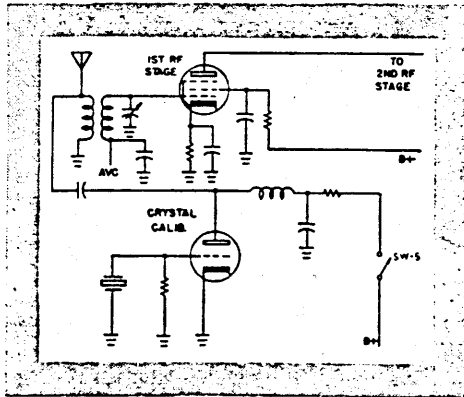 1ST RF
STAGE
TO
2ND RF
STAGE
AVC
B+
CRYSTAL
CALIB.
SW-5
B+